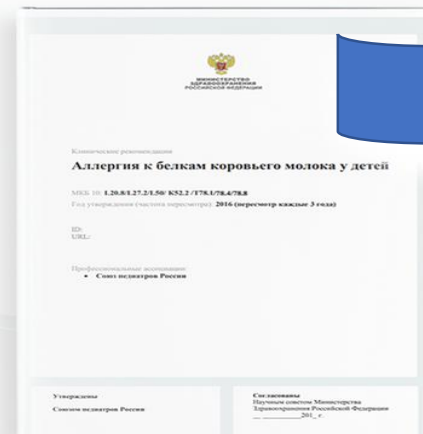 МИНИСТЕРСТВО
ЗДРАВООХРАНЕНИЯ
РОССИЙСКОЙ ФЕДЕРАЦИИ
Клинические рекомендации
Аллергия к белкам коровьего молока у детей
МКБ 10: L20.8/L27.2/L50/ K52.2 /T78.1/78.4/78.8
Год утверждения (частота пересмотра): 2016 (пересмотр каждые 3 года)
ID:
URL:
Профессиональные ассоциации:
• Союз педиатров России
Утверждены
Союзом педиатров России
Согласованы
Научным советом Министерства
Здравоохранения Российской Федерации
__ __________201_ г.